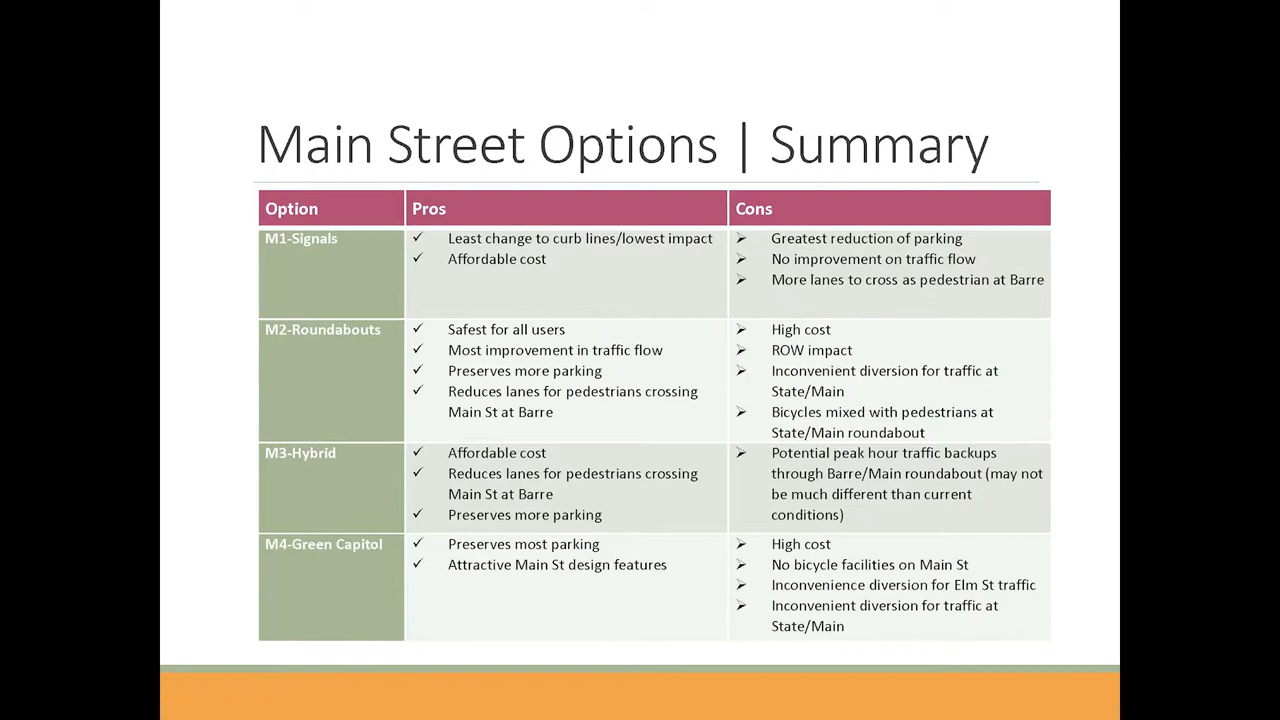 Main Street Options | Summary
Option
Pros
Cons
M1-Signals
✓ Least change to curb lines/lowest impact
✓ Affordable cost
➢ Greatest reduction of parking
➢ No improvement on traffic flow
➢ More lanes to cross as pedestrian at Barre
M2-Roundabouts
✓ Safest for all users
✓ Most improvement in traffic flow
✓ Preserves more parking
✓ Reduces lanes for pedestrians crossing
Main St at Barre
➢ High cost
➢ ROW impact
➢ Inconvenient diversion for traffic at
State/Main
➢ Bicycles mixed with pedestrians at
State/Main roundabout
M3-Hybrid
✓ Affordable cost
✓ Reduces lanes for pedestrians crossing
Main St at Barre
✓ Preserves more parking
➢ Potential peak hour traffic backups
through Barre/Main roundabout (may not
be much different than current
conditions)
M4-Green Capitol
✓ Preserves most parking
✓ Attractive Main St design features
➢ High cost
➢ No bicycle facilities on Main St
➢ Inconvenience diversion for Elm St traffic
➢ Inconvenient diversion for traffic at
State/Main